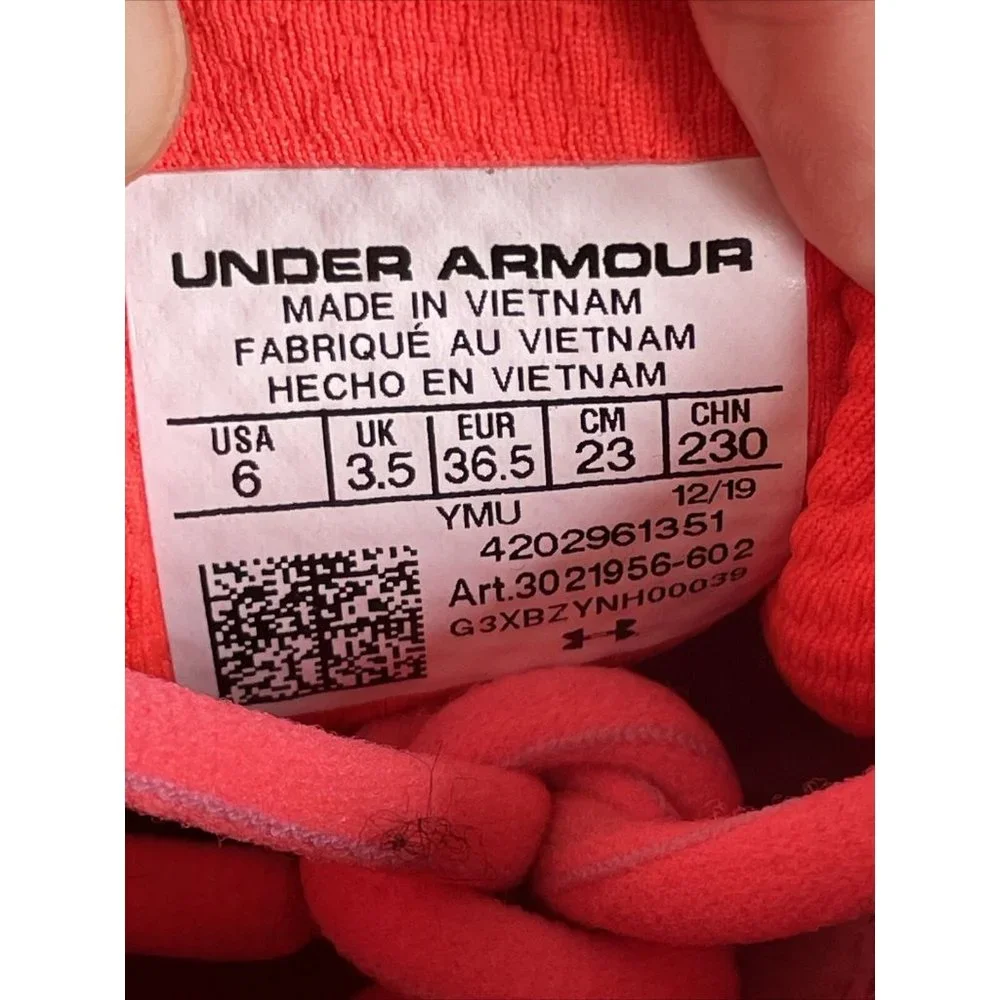 UNDER ARMOUR
MADE IN VIETNAM
FABRIQUÉ AU VIETNAM
HECHO EN VIETNAM
USA UK EUR CM CHN
6 3.5 36.5 23 230
YMU 12/19
4202961351
Art.3021956-602
G3XBZYNH00039